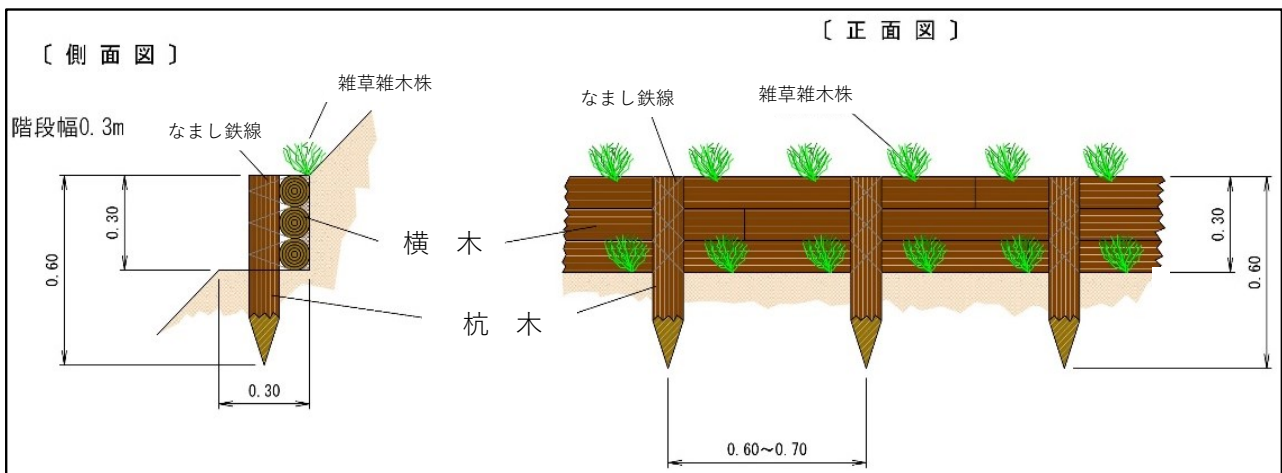 〔 側 面 図 〕
〔 正 面 図 〕
雑草雑木株
なまし鉄線
階段幅0.3m
なまし鉄線
雑草雑木株
0.60
0.30
横 木
杭 木
0.30
0.30
0.60
0.60～0.70